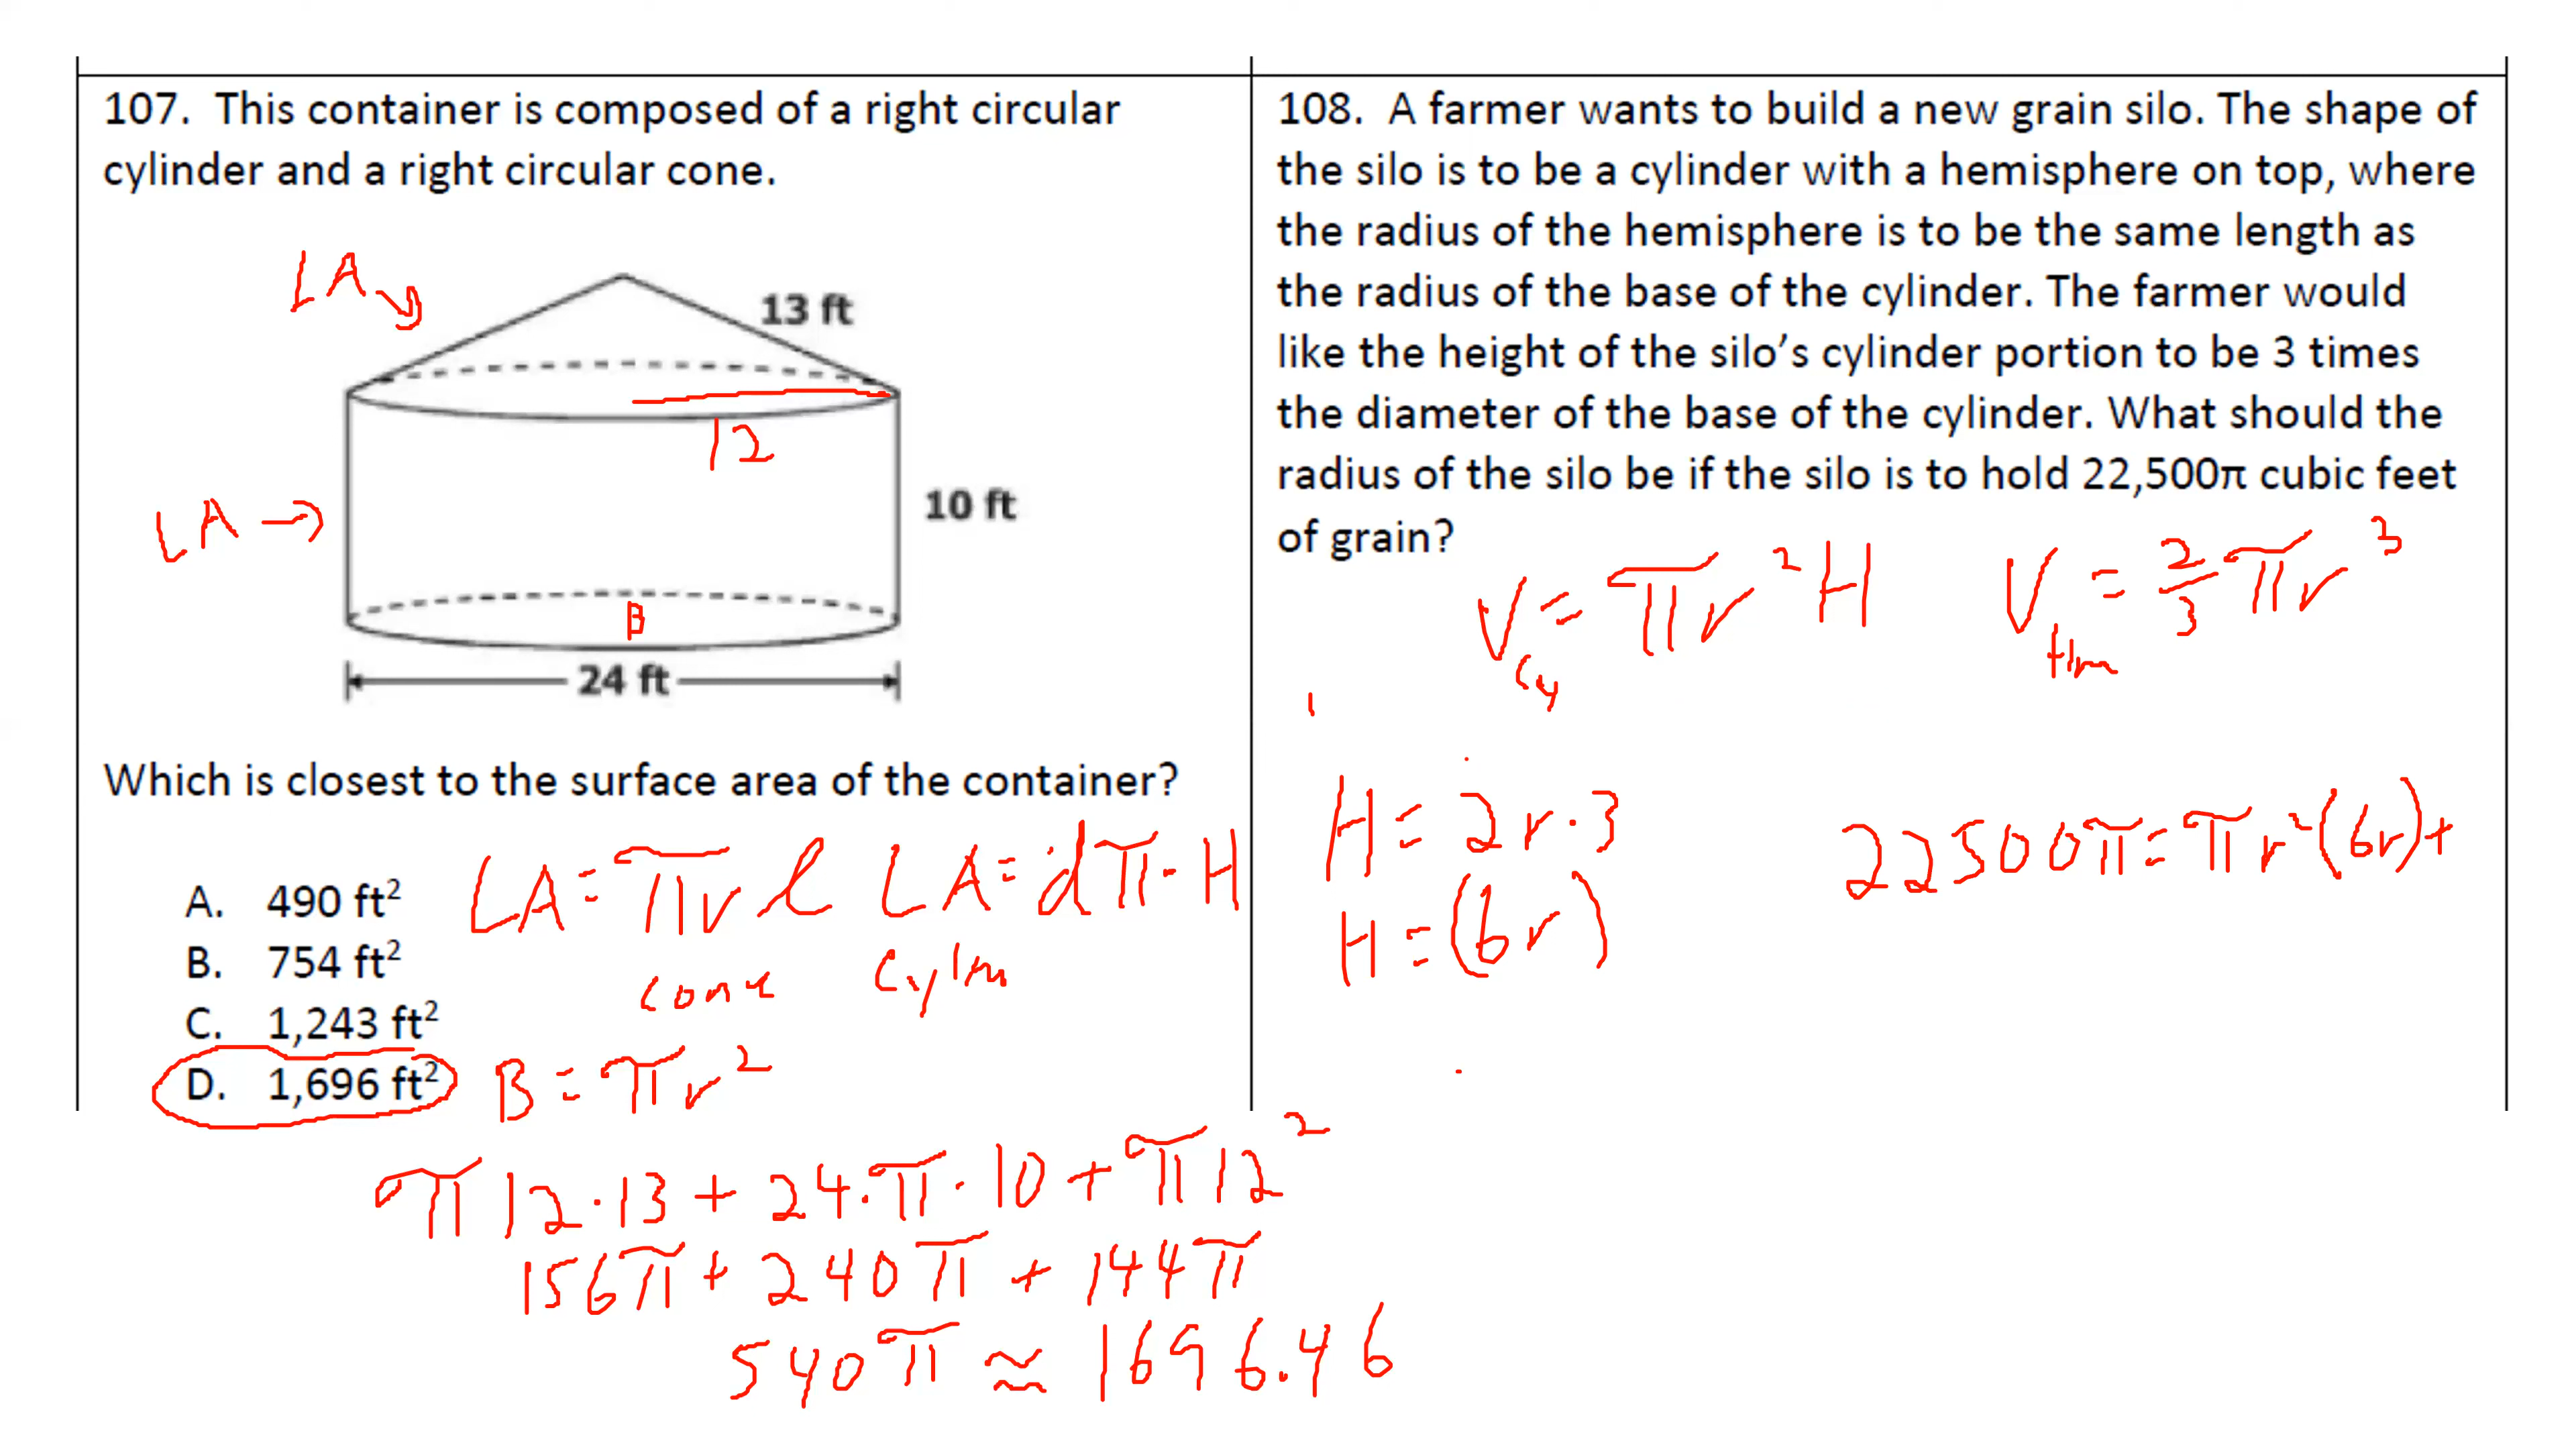 107. This container is composed of a right circular
cylinder and a right circular cone.
LA
13 ft
12
LA →
10 ft
B
24 ft
Which is closest to the surface area of the container?
A. 490 ft²
B. 754 ft²
C. 1,243 ft²
D. 1,696 ft²
LA = πrl
cone
LA = dπ · H
B = πr²
π12·13 + 24·π·10 + π12²
156π + 240π + 144π
540π ≈ 1696.46
108. A farmer wants to build a new grain silo. The shape of
the silo is to be a cylinder with a hemisphere on top, where
the radius of the hemisphere is to be the same length as
the radius of the base of the cylinder. The farmer would
like the height of the silo’s cylinder portion to be 3 times
the diameter of the base of the cylinder. What should the
radius of the silo be if the silo is to hold 22,500π cubic feet
of grain?
V = πr²H
cy
V = 2/3 πr³
H = 2r·3
H = (6r)
22500π = πr²(6r) +